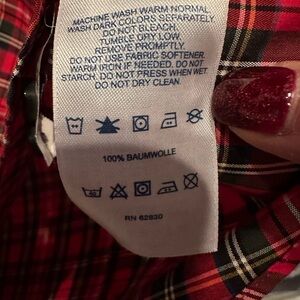 MACHINE WASH WARM NORMAL.
WASH DARK COLORS SEPARATELY.
DO NOT BLEACH.
TUMBLE DRY LOW.
REMOVE PROMPTLY.
DO NOT USE FABRIC SOFTENER.
WARM IRON IF NEEDED. DO NOT
STARCH. DO NOT PRESS WHEN WET.
DO NOT DRY CLEAN.
100% BAUMWOLLE
RN 62830